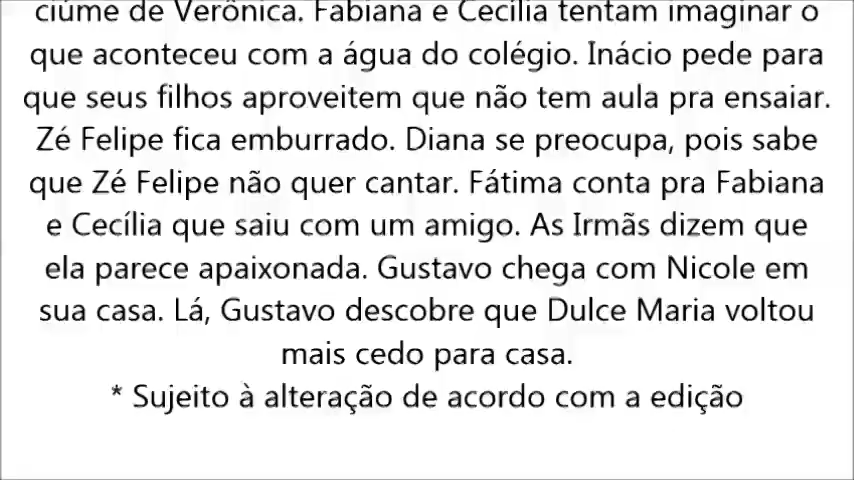 ciúme de Verônica. Fabiana e Cecília tentam imaginar o
que aconteceu com a água do colégio. Inácio pede para
que seus filhos aproveitem que não tem aula pra ensaiar.
Zé Felipe fica emburrado. Diana se preocupa, pois sabe
que Zé Felipe não quer cantar. Fátima conta pra Fabiana
e Cecília que saiu com um amigo. As Irmãs dizem que
ela parece apaixonada. Gustavo chega com Nicole em
sua casa. Lá, Gustavo descobre que Dulce Maria voltou
mais cedo para casa.
* Sujeito à alteração de acordo com a edição